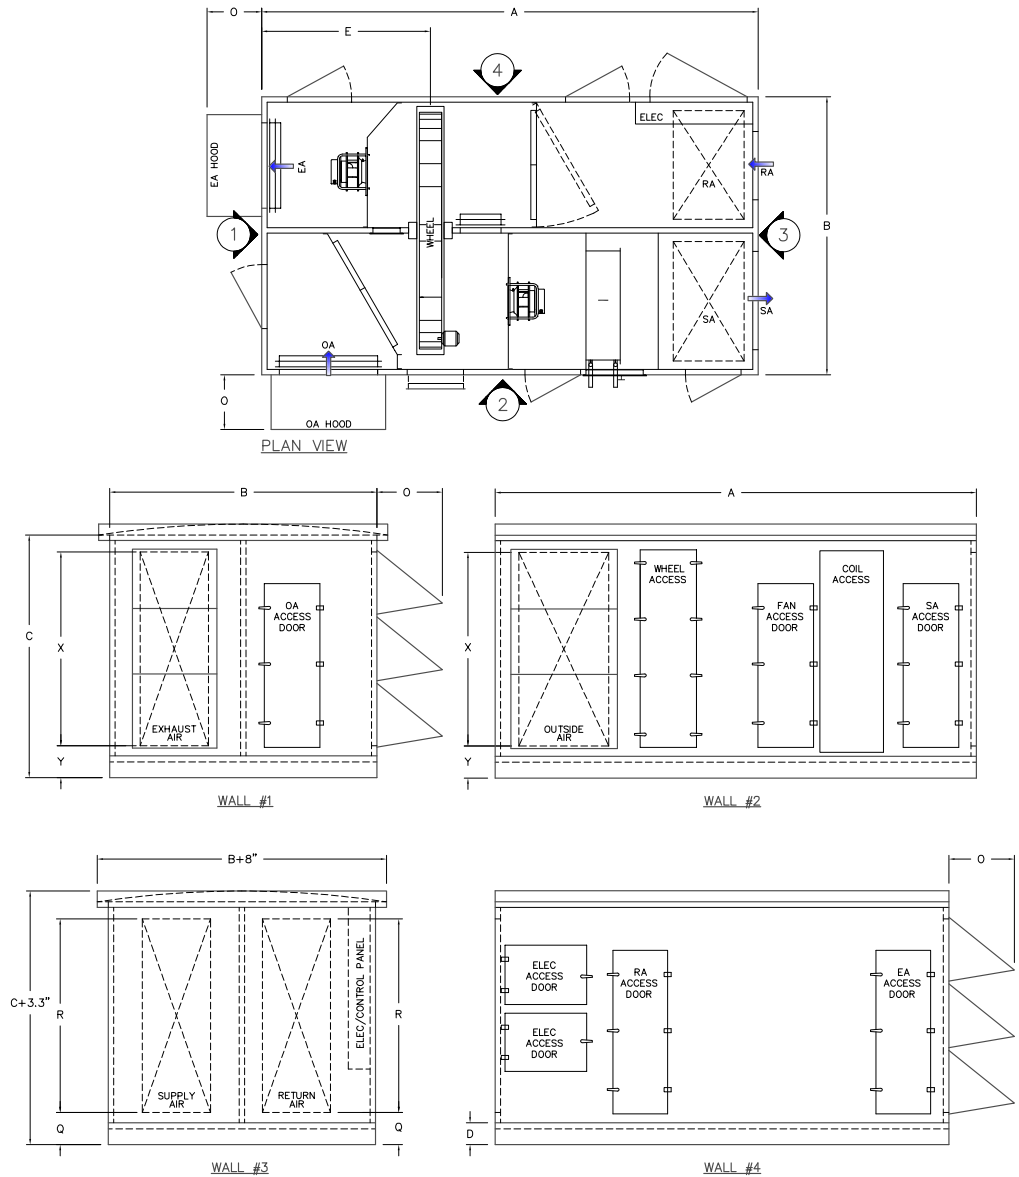 O
A
E
4
ELEC
EA HOOD
EA
RA
RA
WHEEL
1
3
B
SA
SA
OA
O
2
OA HOOD
PLAN VIEW
B
O
A
OA
ACCESS
DOOR
WHEEL
ACCESS
COIL
ACCESS
FAN
ACCESS
DOOR
SA
ACCESS
DOOR
C
X
X
EXHAUST
AIR
OUTSIDE
AIR
Y
Y
WALL #1
WALL #2
B+8"
O
ELEC/CONTROL PANEL
ELEC
ACCESS
DOOR
RA
ACCESS
DOOR
EA
ACCESS
DOOR
C+3.3"
R
R
ELEC
ACCESS
DOOR
SUPPLY
AIR
RETURN
AIR
Q
Q
D
WALL #3
WALL #4